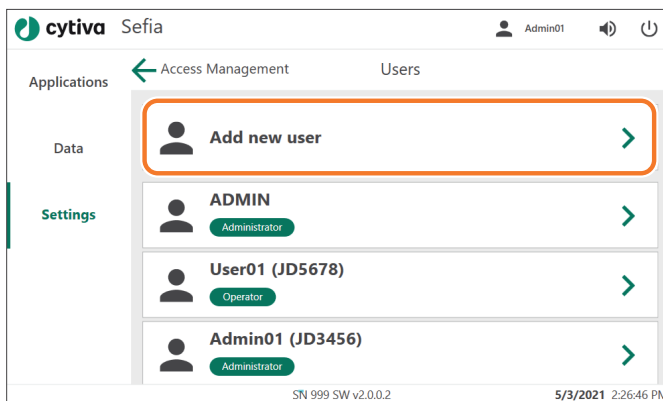 cytiva Sefia Admin01
Applications
Access Management Users
Add new user
Data
ADMIN
Administrator
Settings
User01 (JD5678)
Operator
Admin01 (JD3456)
Administrator
SN 999 SW v2.0.0.2 5/3/2021 2:26:46 PM